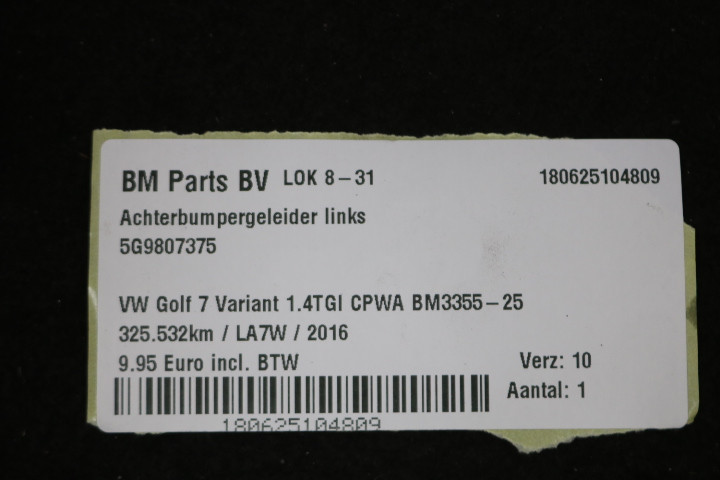 BM Parts BV LOK 8-31 180625104809
Achterbumpergeleider links
5G9807375
VW Golf 7 Variant 1.4TGI CPWA BM3355-25
325.532km / LA7W / 2016
9.95 Euro incl. BTW Verz: 10
Aantal: 1
180625104809